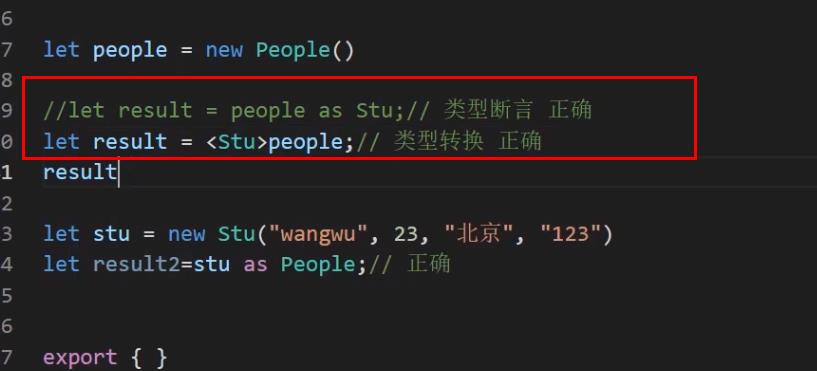 6
7 let people = new People()
8
9 //let result = people as Stu;// 类型断言 正确
0 let result = <Stu>people;// 类型转换 正确
1 result
2
3 let stu = new Stu("wangwu", 23, "北京", "123")
4 let result2=stu as People;// 正确
5
6
7 export { }